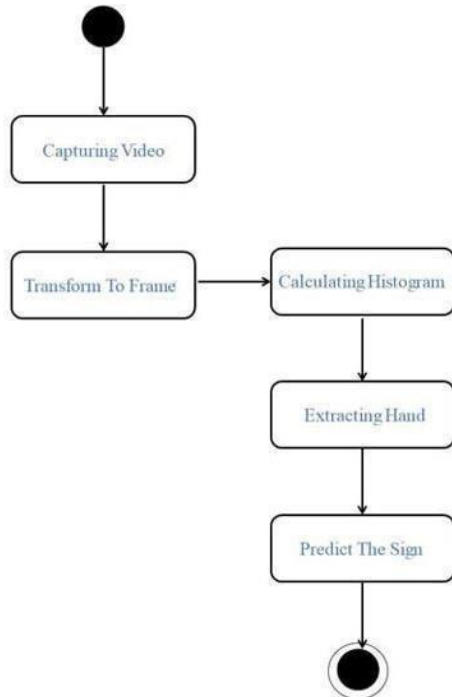 Capturing Video
Transform To Frame
Calculating Histogram
Extracting Hand
Predict The Sign